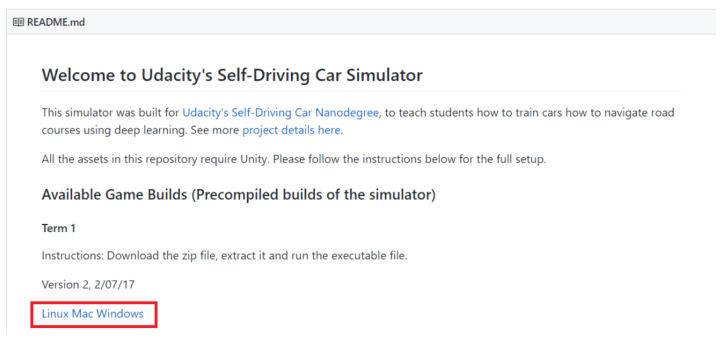 README.md
Welcome to Udacity's Self-Driving Car Simulator
This simulator was built for Udacity's Self-Driving Car Nanodegree, to teach students how to train cars how to navigate road
courses using deep learning. See more project details here.
All the assets in this repository require Unity. Please follow the instructions below for the full setup.
Available Game Builds (Precompiled builds of the simulator)
Term 1
Instructions: Download the zip file, extract it and run the executable file.
Version 2, 2/07/17
Linux Mac Windows